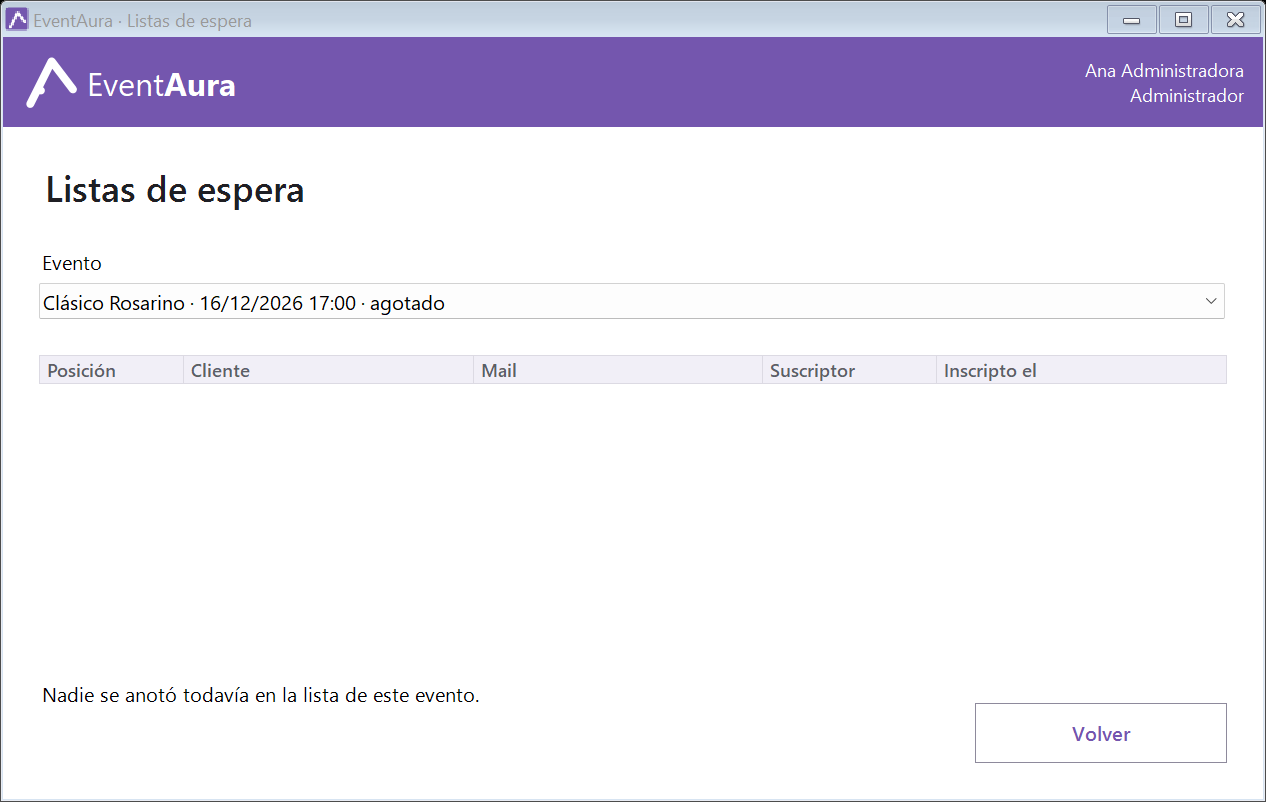 EventAura · Listas de espera
EventAura
Ana Administradora
Administrador
Listas de espera
Evento
Clásico Rosarino · 16/12/2026 17:00 · agotado
Posición Cliente Mail Suscriptor Inscripto el
Nadie se anotó todavía en la lista de este evento.
Volver